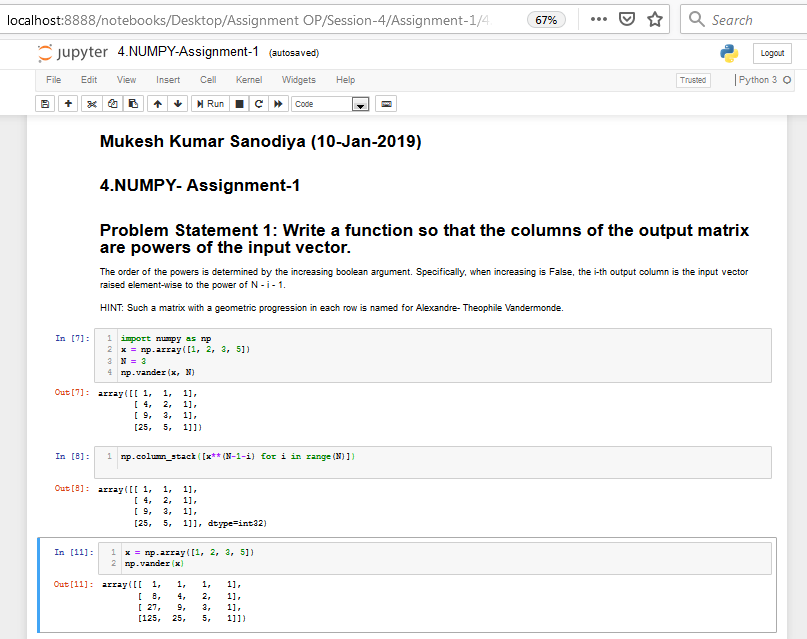 localhost:8888/notebooks/Desktop/Assignment OP/Session-4/Assignment-1/4 67% Search
jupyter 4.NUMPY-Assignment-1 (autosaved) Logout
File Edit View Insert Cell Kernel Widgets Help Trusted Python 3
Run Code
Mukesh Kumar Sanodiya (10-Jan-2019)
4.NUMPY- Assignment-1
Problem Statement 1: Write a function so that the columns of the output matrix
are powers of the input vector.
The order of the powers is determined by the increasing boolean argument. Specifically, when increasing is False, the i-th output column is the input vector
raised element-wise to the power of N - i - 1.
HINT: Such a matrix with a geometric progression in each row is named for Alexandre- Theophile Vandermonde.
In [7]: 1 import numpy as np
2 x = np.array([1, 2, 3, 5])
3 N = 3
4 np.vander(x, N)
Out[7]: array([[ 1, 1, 1],
[ 4, 2, 1],
[ 9, 3, 1],
[25, 5, 1]])
In [8]: 1 np.column_stack([x**(N-1-i) for i in range(N)])
Out[8]: array([[ 1, 1, 1],
[ 4, 2, 1],
[ 9, 3, 1],
[25, 5, 1]], dtype=int32)
In [11]: 1 x = np.array([1, 2, 3, 5])
2 np.vander(x)
Out[11]: array([[ 1, 1, 1, 1],
[ 8, 4, 2, 1],
[ 27, 9, 3, 1],
[125, 25, 5, 1]])